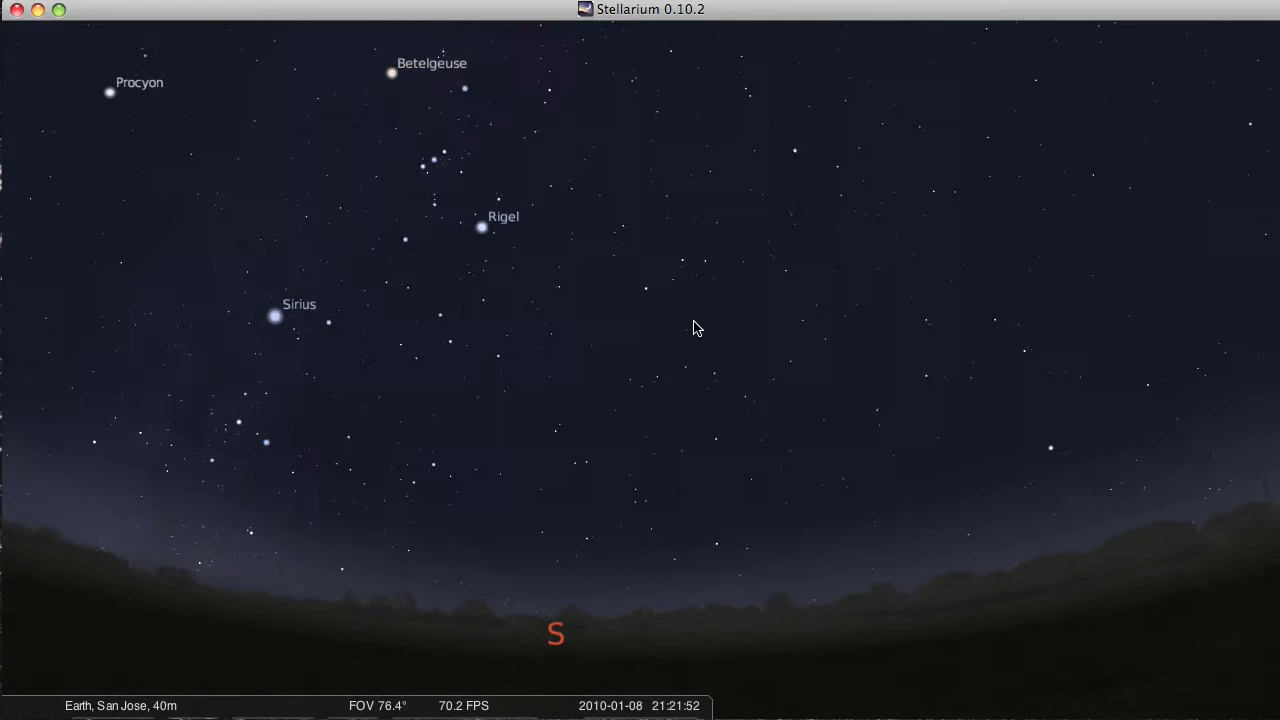 Stellarium 0.10.2
Betelgeuse
Procyon
Rigel
Sirius
S
Earth, San Jose, 40m FOV 76.4° 70.2 FPS 2010-01-08 21:21:52